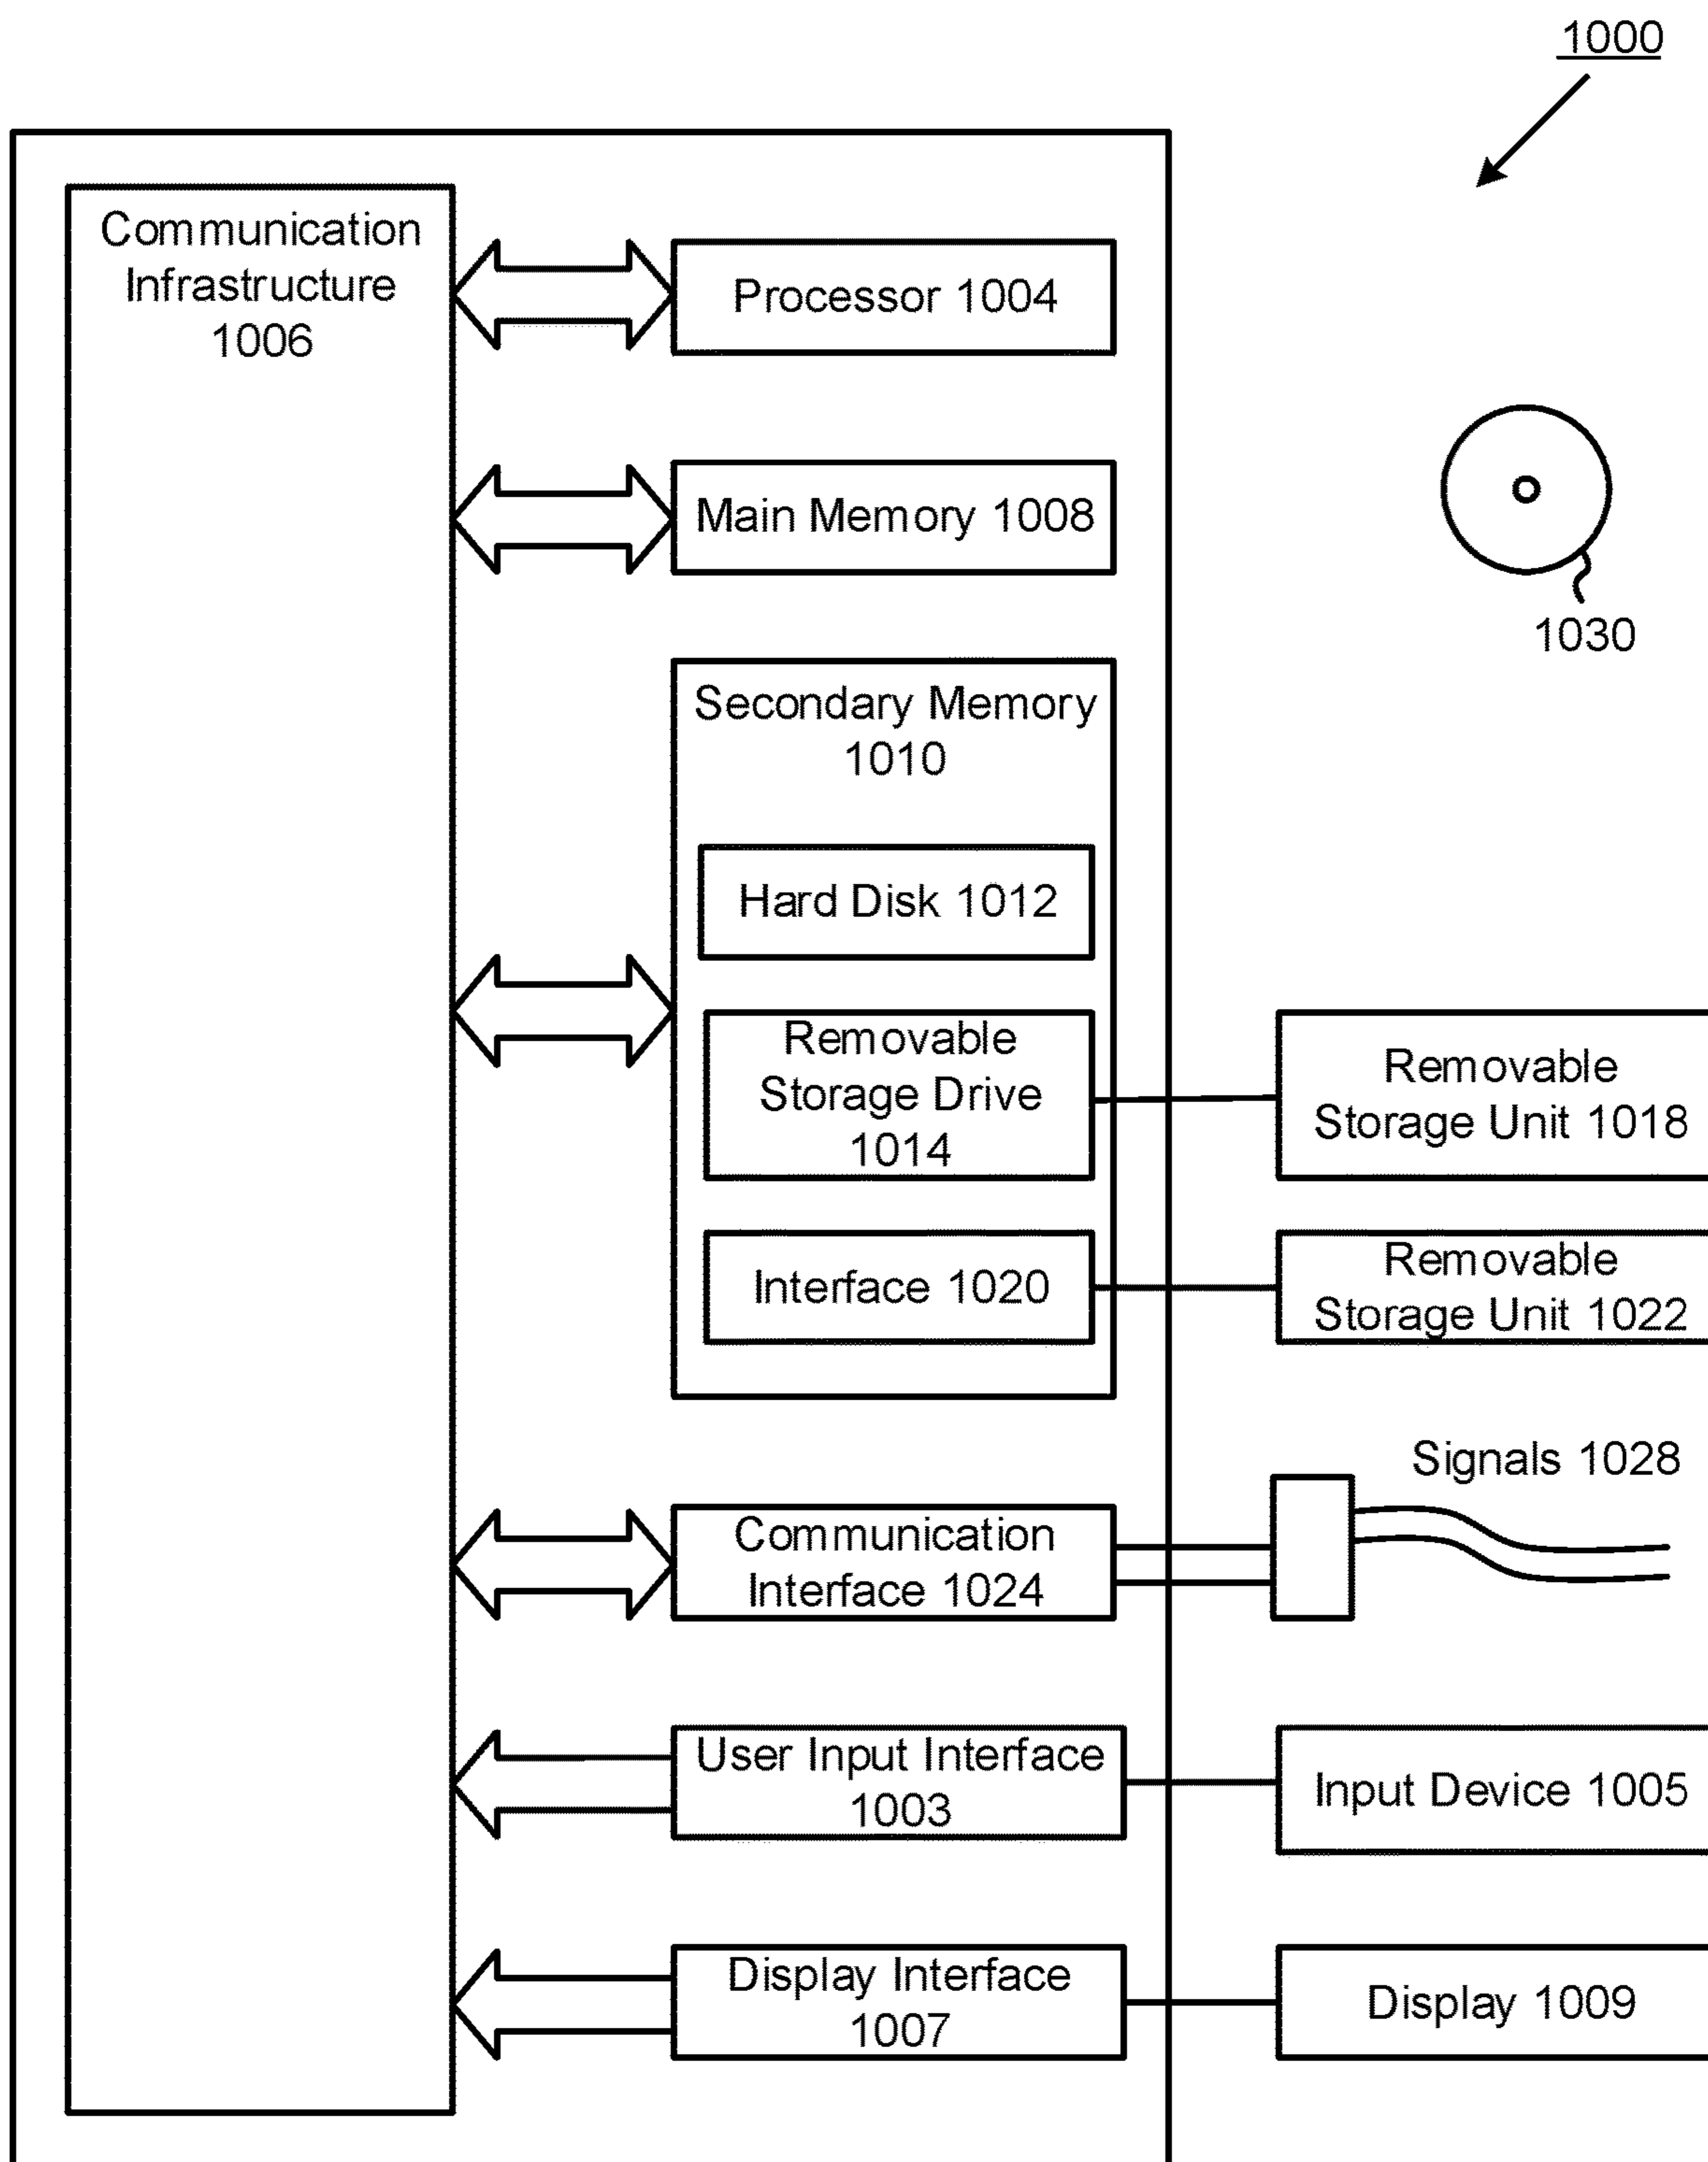 1000
Communication
Infrastructure
1006
Processor 1004
Main Memory 1008
1030
Secondary Memory
1010
Hard Disk 1012
Removable
Storage Drive
1014
Removable
Storage Unit 1018
Interface 1020
Removable
Storage Unit 1022
Signals 1028
Communication
Interface 1024
User Input Interface
1003
Input Device 1005
Display Interface
1007
Display 1009